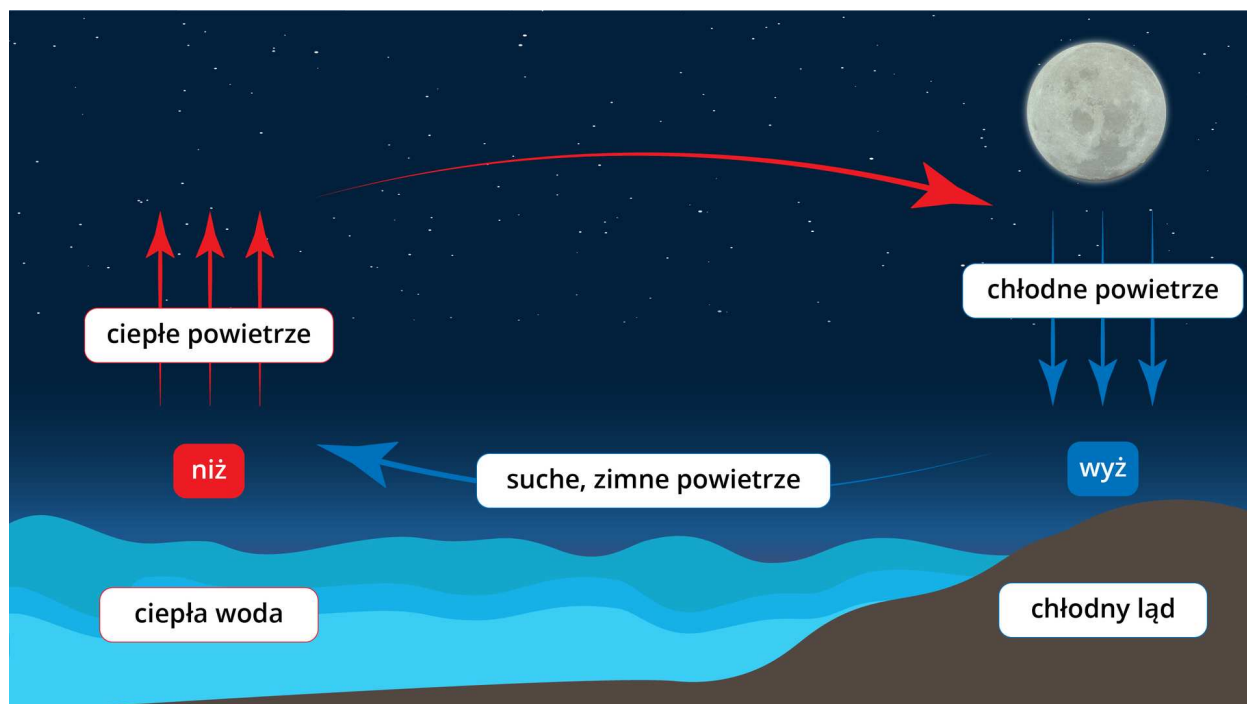 chłodne powietrze
ciepłe powietrze
niż
suche, zimne powietrze
wyż
ciepła woda
chłodny ląd